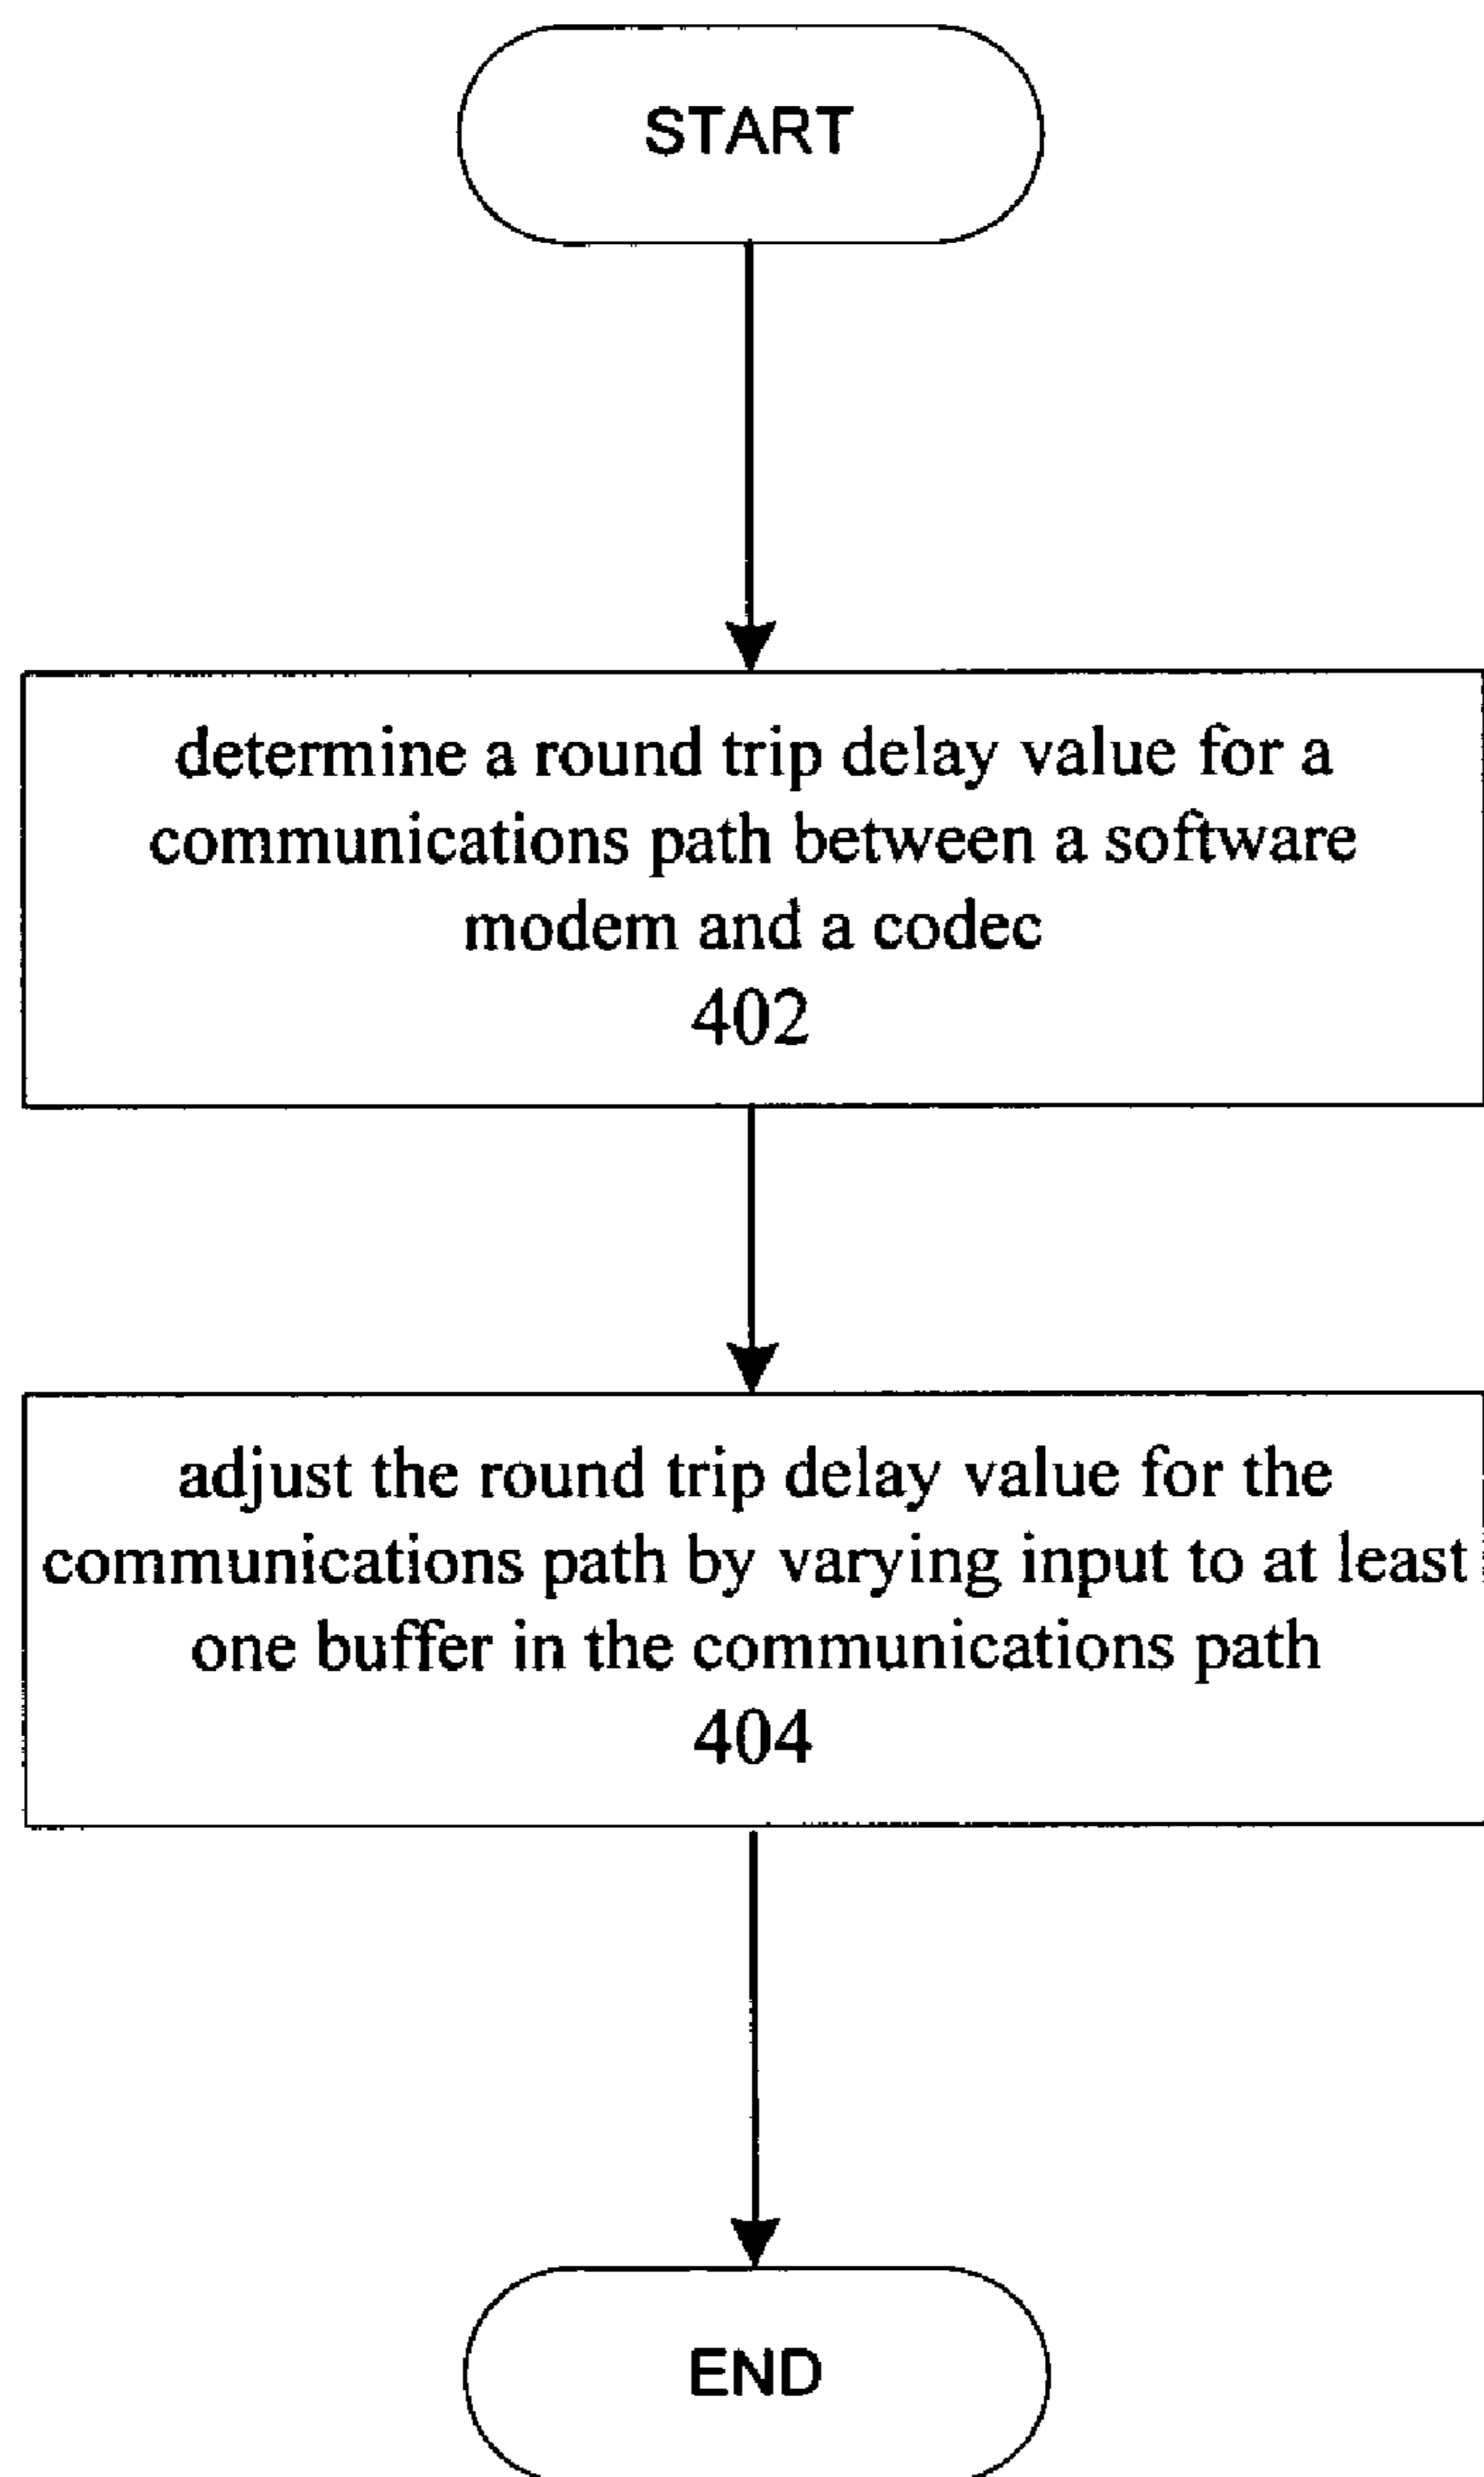 START
determine a round trip delay value for a
communications path between a software
modem and a codec
402
adjust the round trip delay value for the
communications path by varying input to at least
one buffer in the communications path
404
END